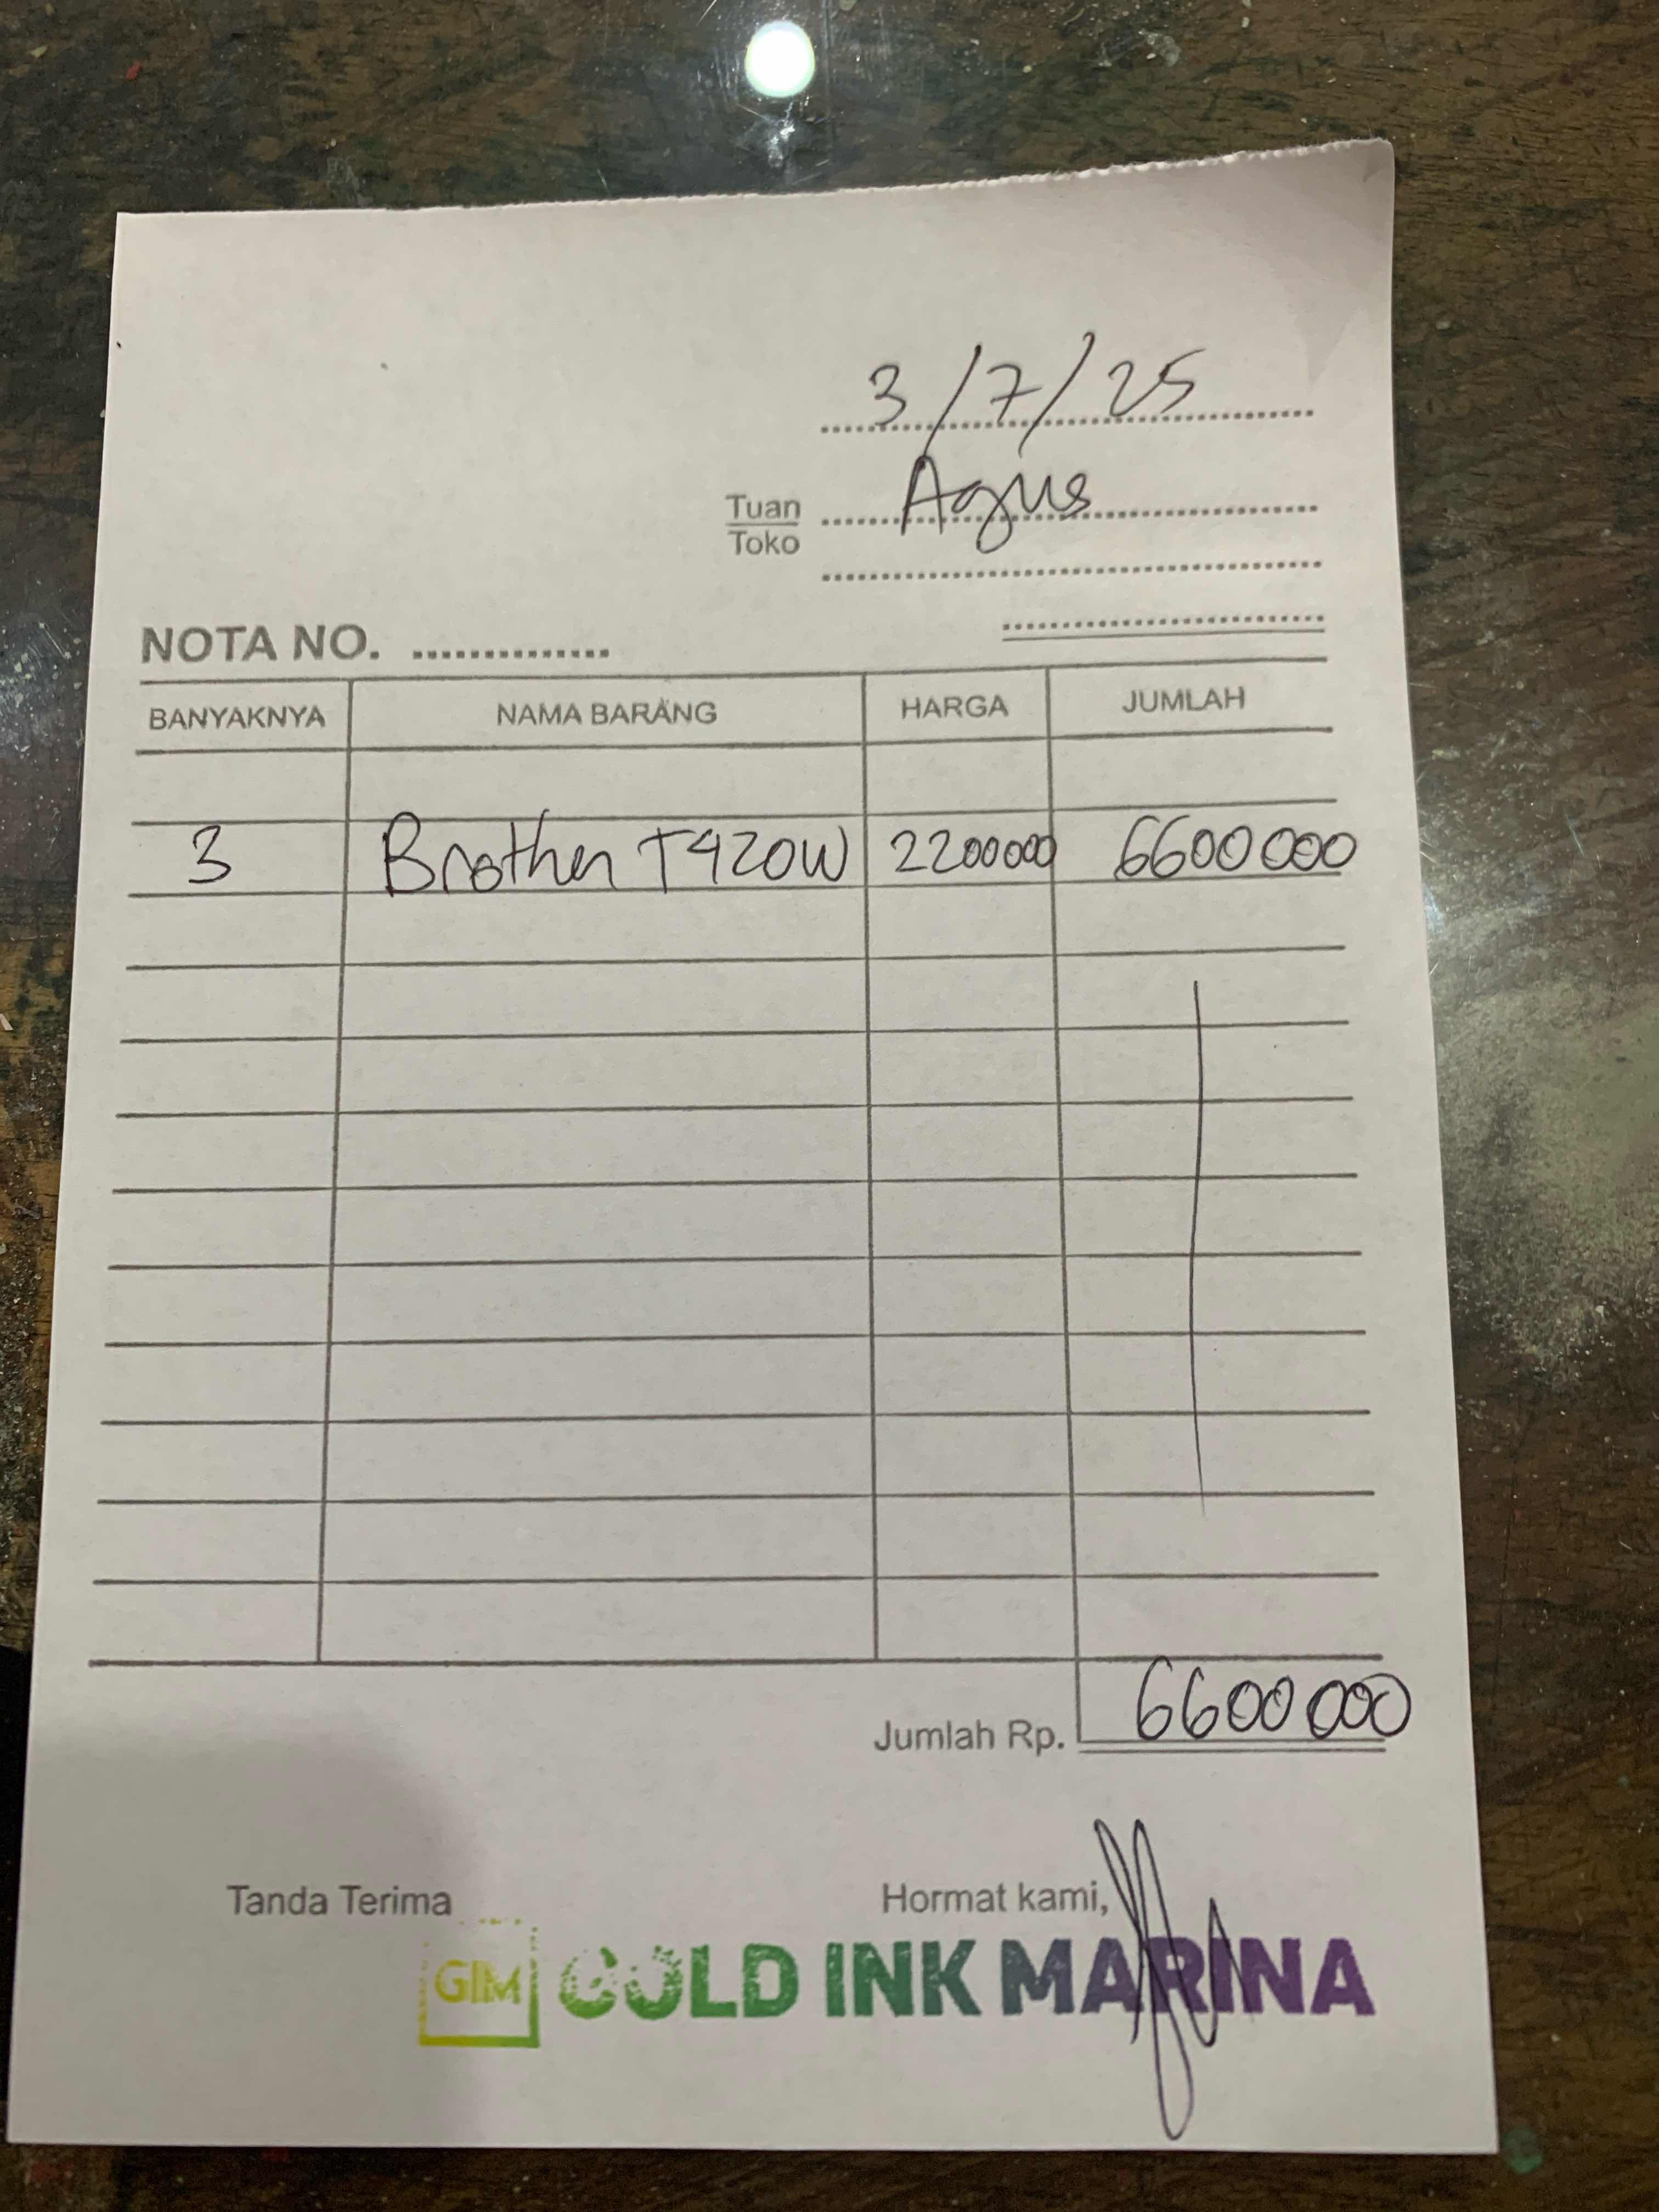 3/7/25
Tuan Agus
Toko
NOTA NO.
BANYAKNYA NAMA BARANG HARGA JUMLAH
3 Brother T420W 2200000 6600000
Jumlah Rp. 6600000
Tanda Terima Hormat kami,
GIM GOLD INK MARINA